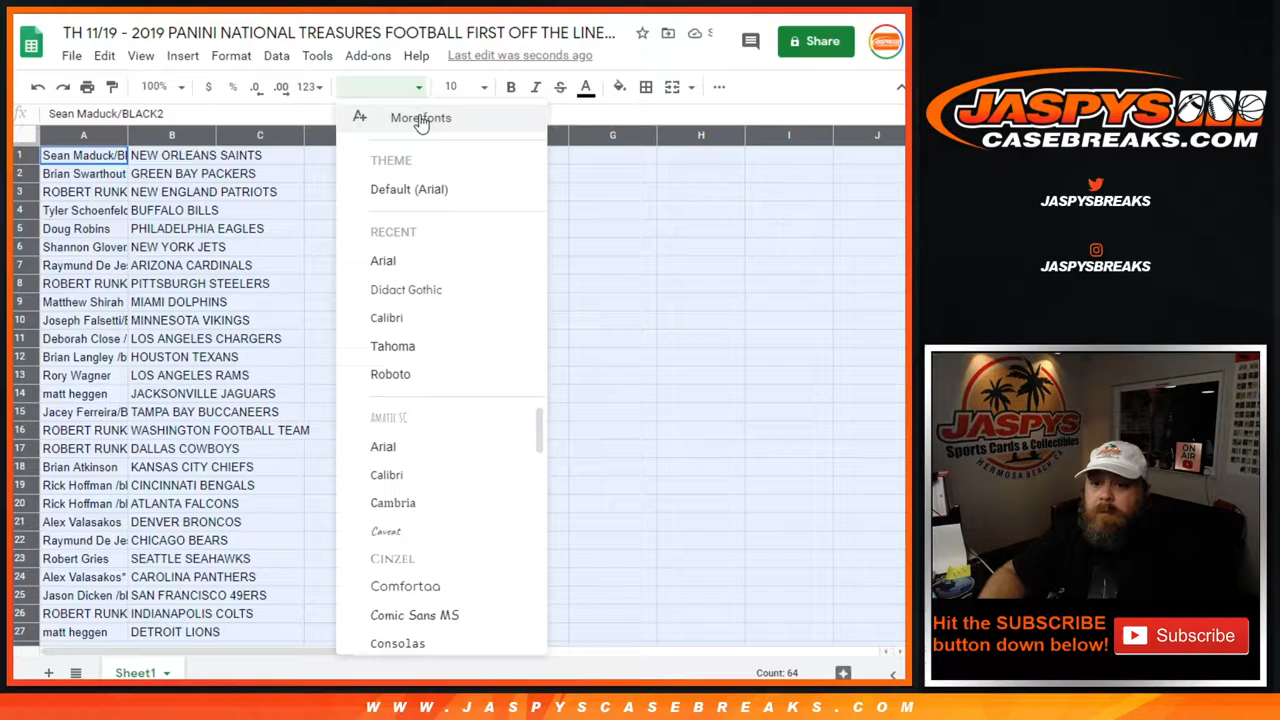 TH 11/19 - 2019 PANINI NATIONAL TREASURES FOOTBALL FIRST OFF THE LINE...
File Edit View Insert Format Data Tools Add-ons Help Last edit was seconds ago
Share
100% $ % .0 .00 123 10 B I S A
fx Sean Maduck/BLACK2
A B C G H I J
1 Sean Maduck/Bl NEW ORLEANS SAINTS
2 Brian Swarthout GREEN BAY PACKERS
3 ROBERT RUNK NEW ENGLAND PATRIOTS
4 Tyler Schoenfeld BUFFALO BILLS
5 Doug Robins PHILADELPHIA EAGLES
6 Shannon Glover NEW YORK JETS
7 Raymund De Je ARIZONA CARDINALS
8 ROBERT RUNK PITTSBURGH STEELERS
9 Matthew Shirah MIAMI DOLPHINS
10 Joseph Falsetti/ MINNESOTA VIKINGS
11 Deborah Close / LOS ANGELES CHARGERS
12 Brian Langley /b HOUSTON TEXANS
13 Rory Wagner LOS ANGELES RAMS
14 matt heggen JACKSONVILLE JAGUARS
15 Jacey Ferreira/B TAMPA BAY BUCCANEERS
16 ROBERT RUNK WASHINGTON FOOTBALL TEAM
17 ROBERT RUNK DALLAS COWBOYS
18 Brian Atkinson KANSAS CITY CHIEFS
19 Rick Hoffman /bl CINCINNATI BENGALS
20 Rick Hoffman /bl ATLANTA FALCONS
21 Alex Valasakos DENVER BRONCOS
22 Raymund De Je CHICAGO BEARS
23 Robert Gries SEATTLE SEAHAWKS
24 Alex Valasakos" CAROLINA PANTHERS
25 Jason Dicken /b SAN FRANCISCO 49ERS
26 ROBERT RUNK INDIANAPOLIS COLTS
27 matt heggen DETROIT LIONS
More fonts
THEME
Default (Arial)
RECENT
Arial
Didact Gothic
Calibri
Tahoma
Roboto
AMATIC SC
Arial
Calibri
Cambria
Caveat
CINZEL
Comfortaa
Comic Sans MS
Consolas
Sheet1 Count: 64
JASPYS
CASEBREAKS.COM
JASPYSBREAKS
JASPYSBREAKS
JASPYS
Sports Cards & Collectibles
HERMOSA BEACH, CA
ON
AIR
Hit the SUBSCRIBE
button down below!
Subscribe
WWW.JASPYSCASEBREAKS.COM